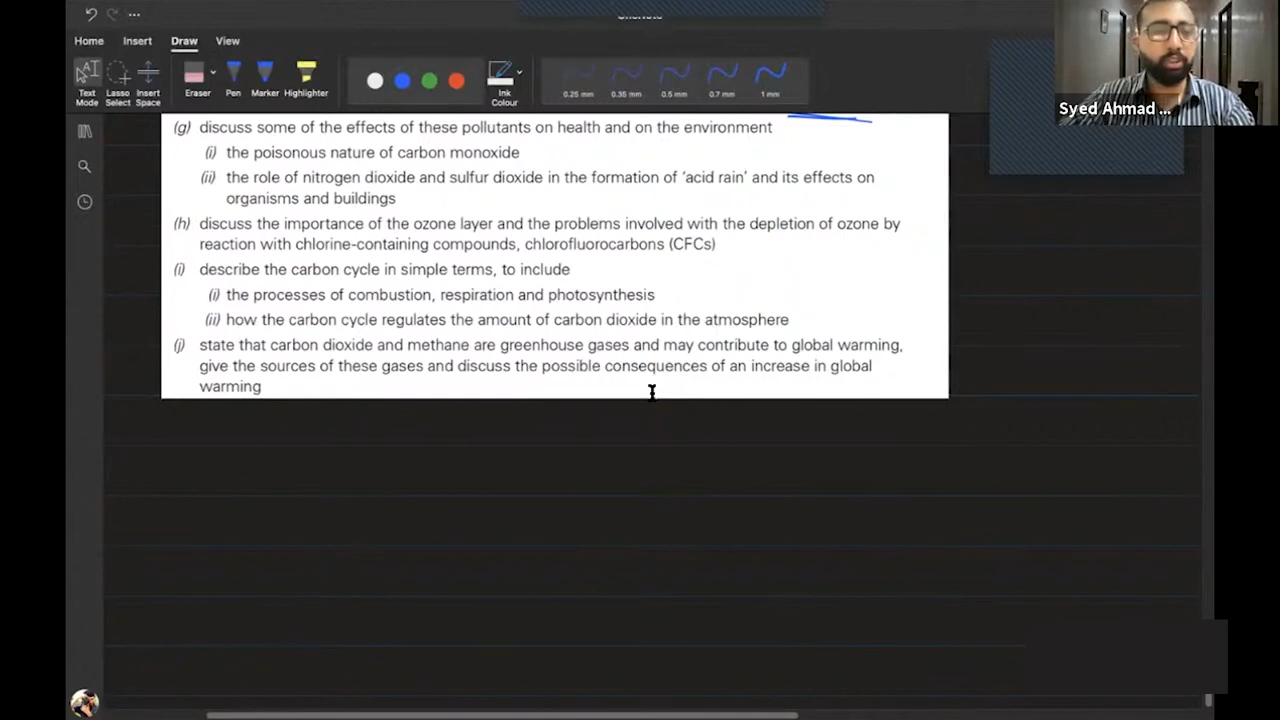 Home Insert Draw View
Text Mode
Lasso Select
Insert Space
Eraser
Pen
Marker
Highlighter
Ink Colour
0.25 mm 0.35 mm 0.5 mm 0.7 mm 1 mm
Syed Ahmad ...
(g) discuss some of the effects of these pollutants on health and on the environment
(i) the poisonous nature of carbon monoxide
(ii) the role of nitrogen dioxide and sulfur dioxide in the formation of ‘acid rain’ and its effects on
organisms and buildings
(h) discuss the importance of the ozone layer and the problems involved with the depletion of ozone by
reaction with chlorine-containing compounds, chlorofluorocarbons (CFCs)
(i) describe the carbon cycle in simple terms, to include
(i) the processes of combustion, respiration and photosynthesis
(ii) how the carbon cycle regulates the amount of carbon dioxide in the atmosphere
(j) state that carbon dioxide and methane are greenhouse gases and may contribute to global warming,
give the sources of these gases and discuss the possible consequences of an increase in global
warming